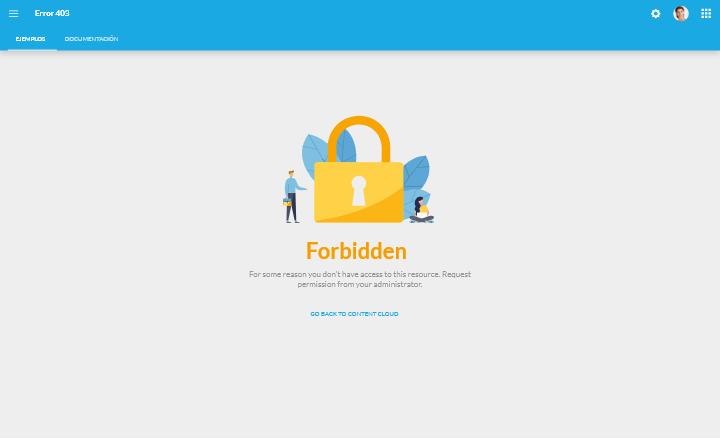 Error 403
EJEMPLOS
DOCUMENTACIÓN
Forbidden
For some reason you don't have access to this resource. Request
permission from your administrator.
GO BACK TO CONTENT CLOUD